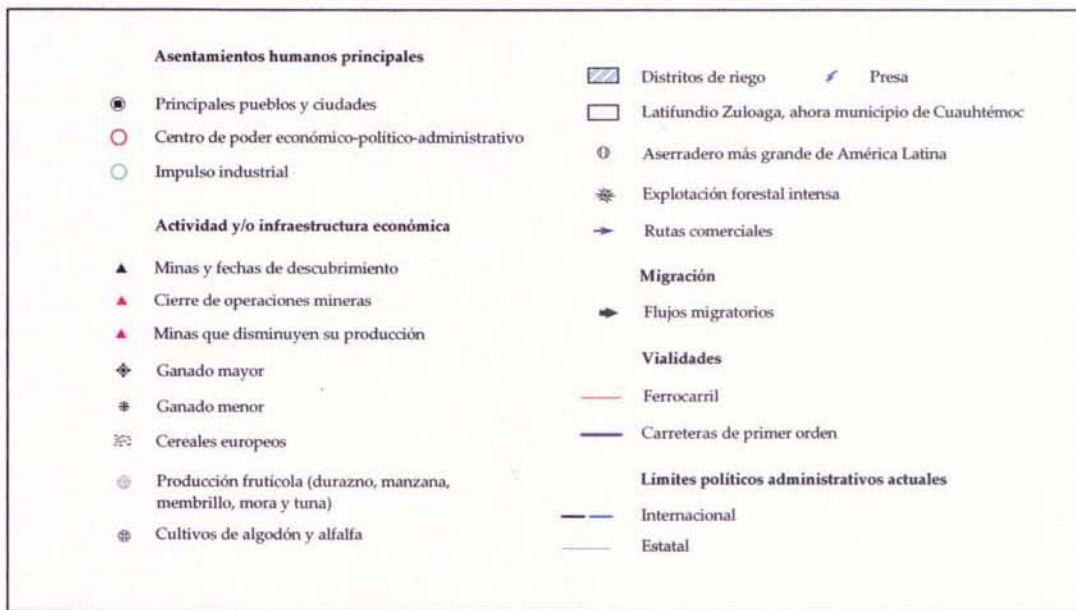 Asentamientos humanos principales
Principales pueblos y ciudades
Centro de poder económico-político-administrativo
Impulso industrial
Actividad y/o infraestructura económica
Minas y fechas de descubrimiento
Cierre de operaciones mineras
Minas que disminuyen su producción
Ganado mayor
Ganado menor
Cereales europeos
Producción frutícola (durazno, manzana,
membrillo, mora y tuna)
Cultivos de algodón y alfalfa
Distritos de riego
Presa
Latifundio Zuloaga, ahora municipio de Cuauhtémoc
Aserradero más grande de América Latina
Explotación forestal intensa
Rutas comerciales
Migración
Flujos migratorios
Vialidades
Ferrocarril
Carreteras de primer orden
Límites políticos administrativos actuales
Internacional
Estatal